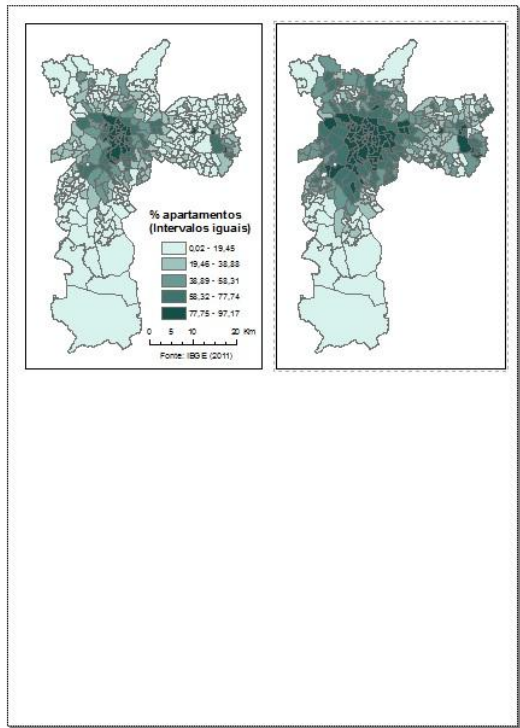 % apartamentos
(Intervalos iguais)
0,02 - 19,45
19,46 - 38,88
38,89 - 58,31
58,32 - 77,74
77,75 - 97,17
0 5 10 20 Km
Fonte: IBGE (2011)